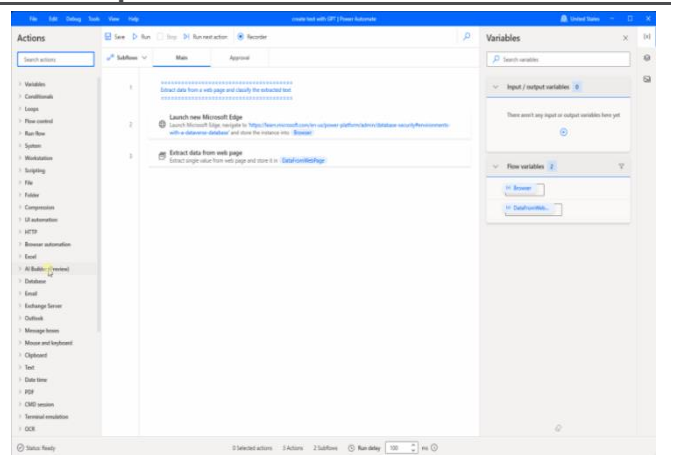 File Edit Debug Tools View Help
create text with GPT | Power Automate
United States
Actions
Search actions
Variables
Conditionals
Loops
Flow control
Run flow
System
Workstation
Scripting
File
Folder
Compression
UI automation
HTTP
Browser automation
Excel
AI Builder (Preview)
Database
Email
Exchange Server
Outlook
Message boxes
Mouse and keyboard
Clipboard
Text
Date time
PDF
CMD session
Terminal emulation
OCR
Save Run Stop Run next action Recorder
Subflows Main Approval
1
Extract data from a web page and classify the extracted text
2
Launch new Microsoft Edge
Launch Microsoft Edge, navigate to 'https://learn.microsoft.com/en-us/power-platform/admin/database-security#environments-
with-a-dataverse-database' and store the instance into Browser
3
Extract data from web page
Extract single value from web page and store it in DataFromWebPage
Variables
Search variables
Input / output variables 0
There aren't any input or output variables here yet
Flow variables 2
(x) Browser
(x) DataFromWeb...
Status: Ready
0 Selected actions 2 Actions 2 Subflows Run delay 100 ms